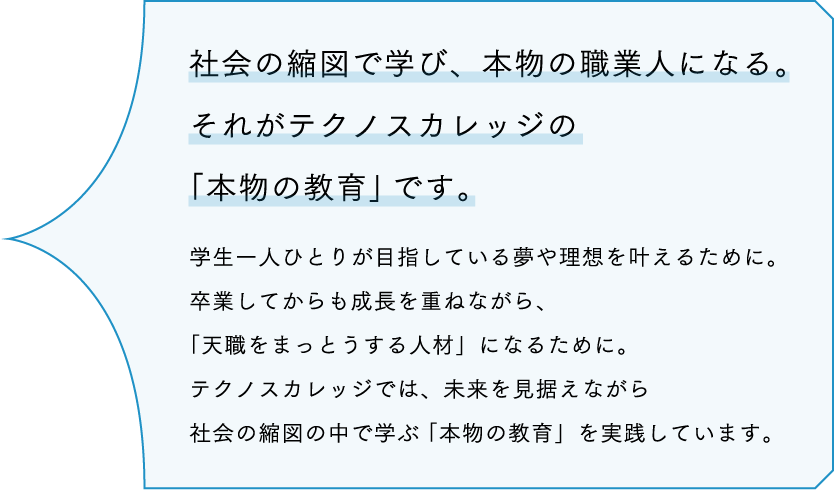 社会の縮図で学び、本物の職業人になる。
それがテクノスカレッジの
「本物の教育」です。
学生一人ひとりが目指している夢や理想を叶えるために。
卒業してからも成長を重ねながら、
「天職をまっとうする人材」になるために。
テクノスカレッジでは、未来を見据えながら
社会の縮図の中で学ぶ「本物の教育」を実践しています。